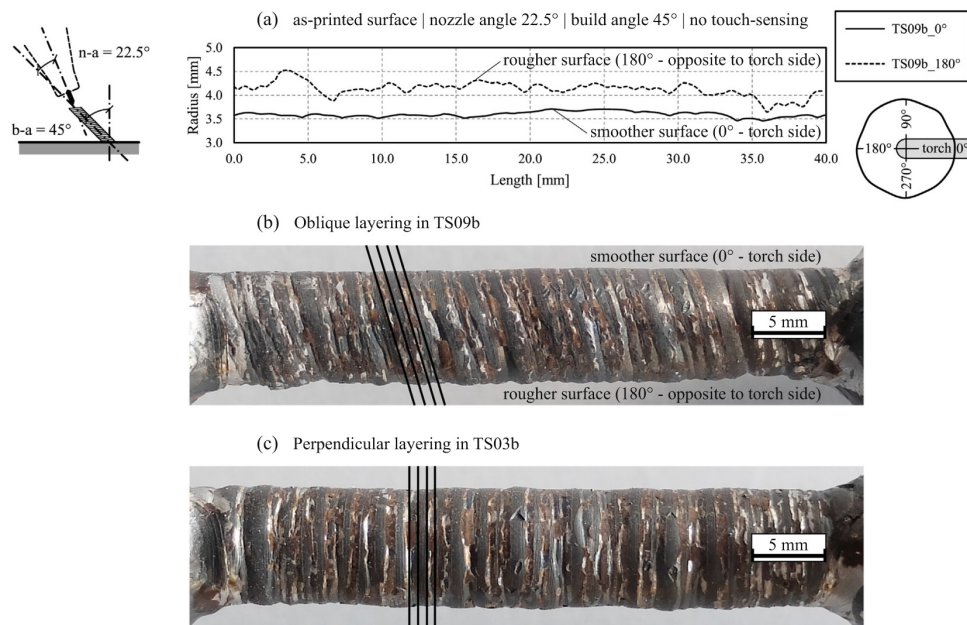 (a) as-printed surface | nozzle angle 22.5° | build angle 45° | no touch-sensing
n-a = 22.5°
b-a = 45°
Radius [mm]
5.0
4.5
4.0
3.5
3.0
rougher surface (180° - opposite to torch side)
smoother surface (0° - torch side)
0.0 5.0 10.0 15.0 20.0 25.0 30.0 35.0 40.0
Length [mm]
TS09b_0°
TS09b_180°
90°
180° torch 0°
270°
(b) Oblique layering in TS09b
smoother surface (0° - torch side)
5 mm
rougher surface (180° - opposite to torch side)
(c) Perpendicular layering in TS03b
5 mm